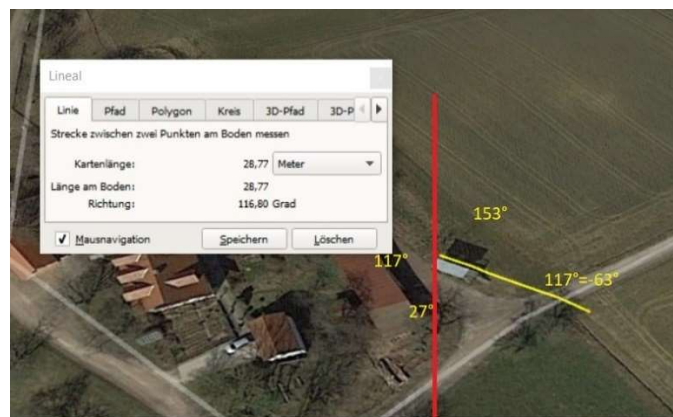 Lineal
Linie Pfad Polygon Kreis 3D-Pfad 3D-P
Strecke zwischen zwei Punkten am Boden messen
Kartenlänge: 28,77 Meter
Länge am Boden: 28,77
Richtung: 116,80 Grad
Mausnavigation Speichern Löschen
153°
117°
117°=-63°
27°